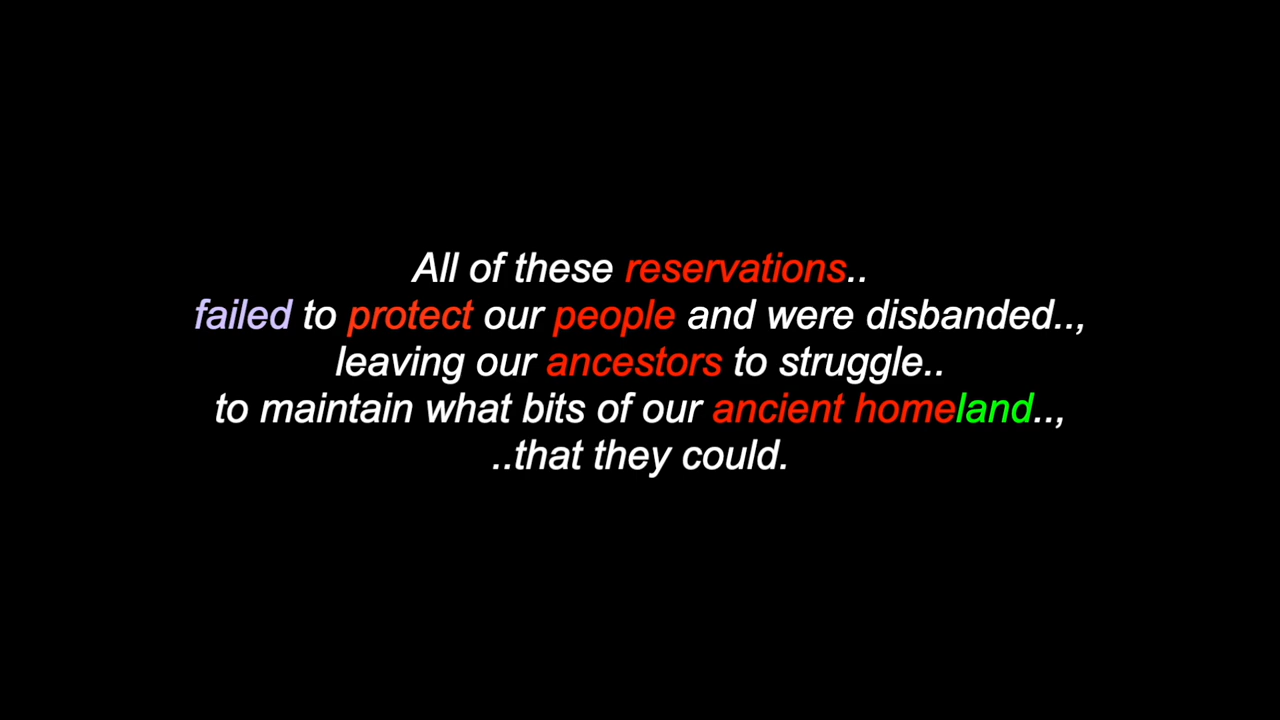 All of these reservations..
failed to protect our people and were disbanded..,
leaving our ancestors to struggle..
to maintain what bits of our ancient homeland..,
..that they could.